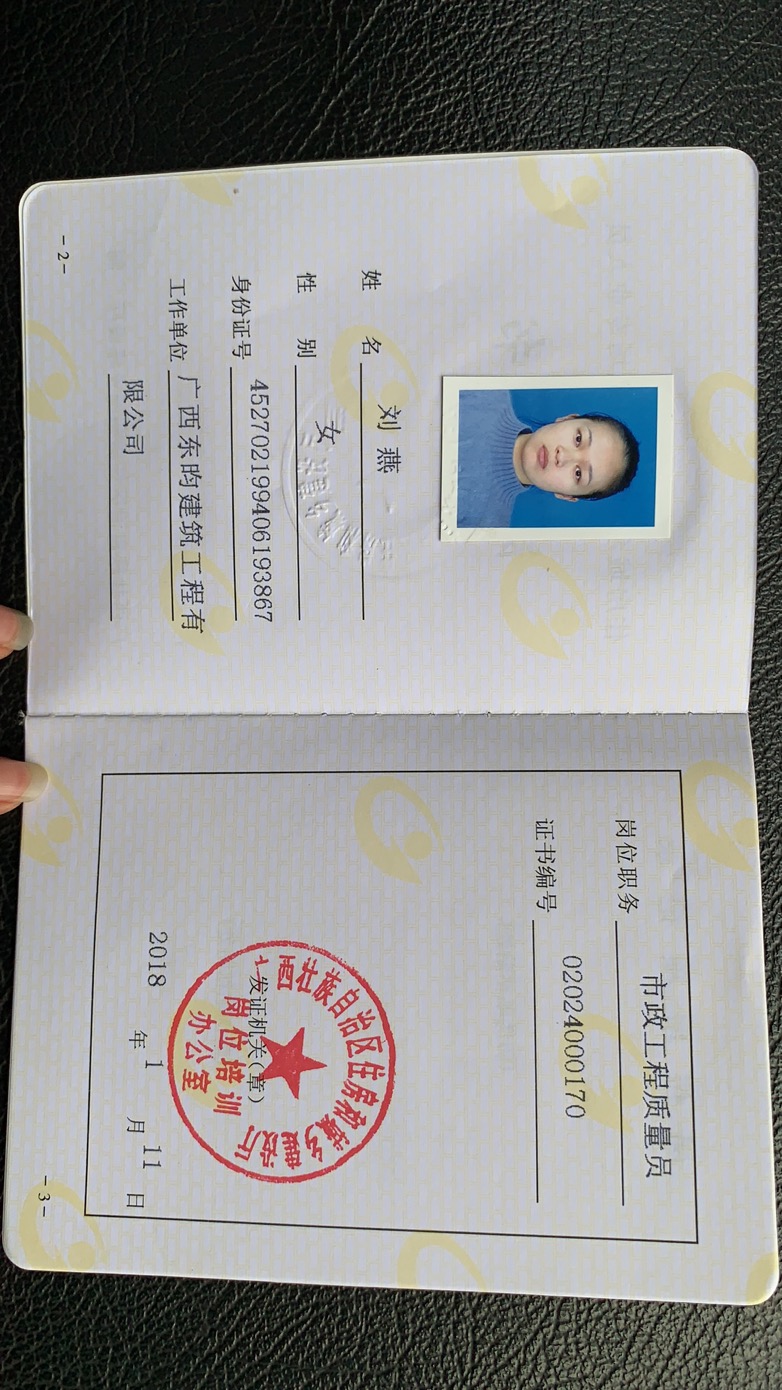 姓 名 刘 燕
性 别 女
身份证号 452702199406193867
工作单位 广西东昀建筑工程有
限公司
- 2 -
岗位职务 市政工程质量员
证书编号 02024000170
西壮族自治区住房和城乡建设厅
发证机关(章)
岗位培训
办公室
2018 年 1 月 11 日
- 3 -